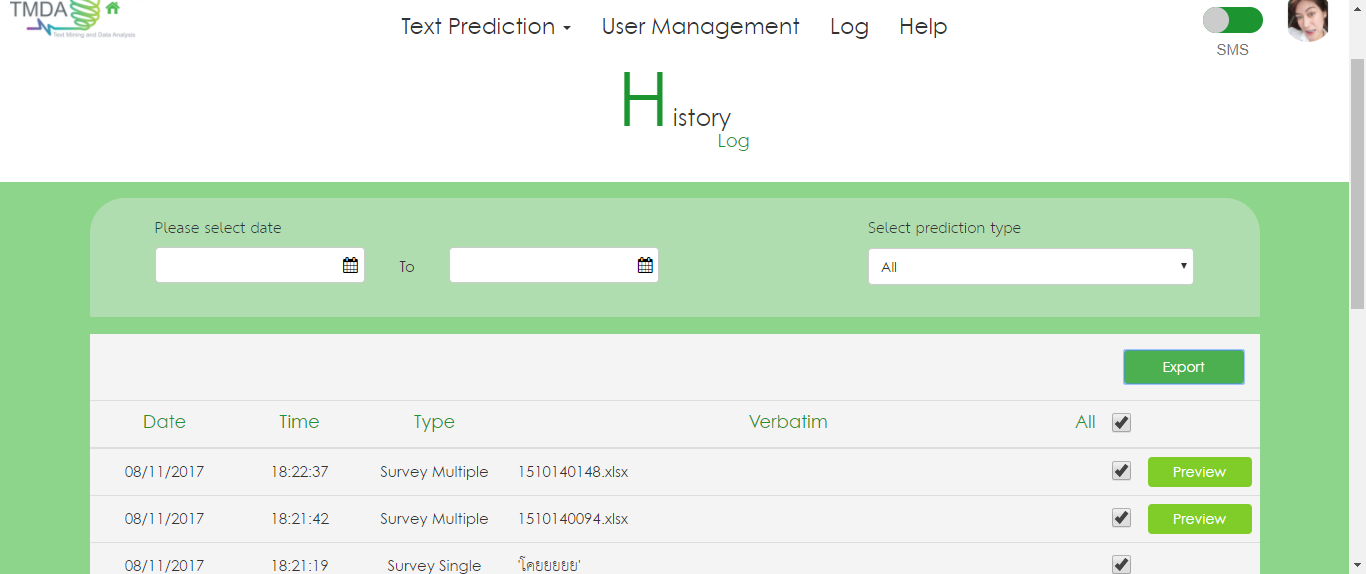 TMDA
Text Mining and Data Analysis
Text Prediction User Management Log Help
SMS
History
Log
Please select date
To
Select prediction type
All
Export
Date Time Type Verbatim All
08/11/2017 18:22:37 Survey Multiple 1510140148.xlsx Preview
08/11/2017 18:21:42 Survey Multiple 1510140094.xlsx Preview
08/11/2017 18:21:19 Survey Single 'โดยยยยย'